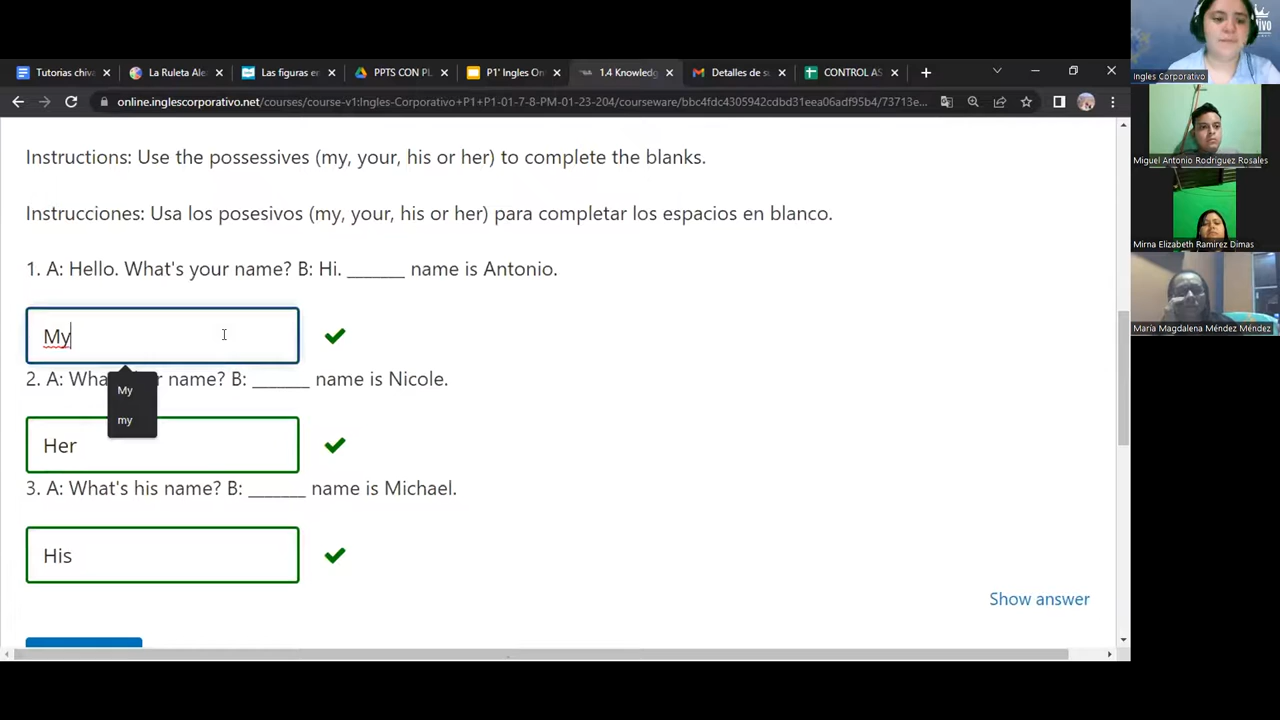 Tutorias chiva
La Ruleta Ale
Las figuras en
PPTS CON PL
P1' Ingles On
1.4 Knowledg
Detalles de su
CONTROL AS
online.inglescorporativo.net/courses/course-v1:Ingles-Corporativo+P1+P1-01-7-8-PM-01-23-204/courseware/bbc4fdc4305942cdbd31eea06adf95b4/73713e...
Instructions: Use the possessives (my, your, his or her) to complete the blanks.
Instrucciones: Usa los posesivos (my, your, his or her) para completar los espacios en blanco.
1. A: Hello. What's your name? B: Hi. _______ name is Antonio.
My
2. A: Wha r name? B: _______ name is Nicole.
My
my
Her
3. A: What's his name? B: _______ name is Michael.
His
Show answer
Ingles Corporativo
Miguel Antonio Rodriguez Rosales
Mirna Elizabeth Ramirez Dimas
María Magdalena Méndez Méndez